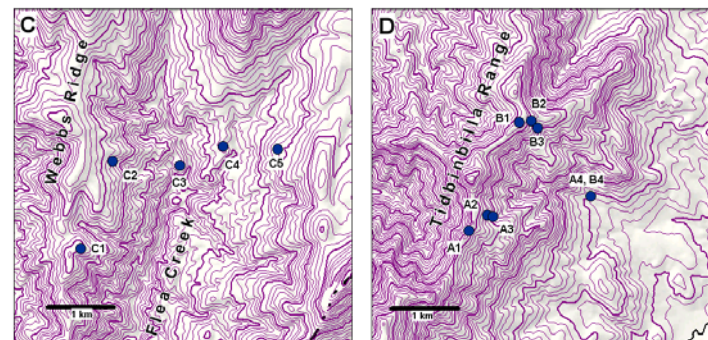 C
Webbs Ridge
C1
C2
C3
C4
C5
Flea Creek
1 km
D
Tidbinbilla Range
B1
B2
B3
A4, B4
A2
A3
A1
1 km